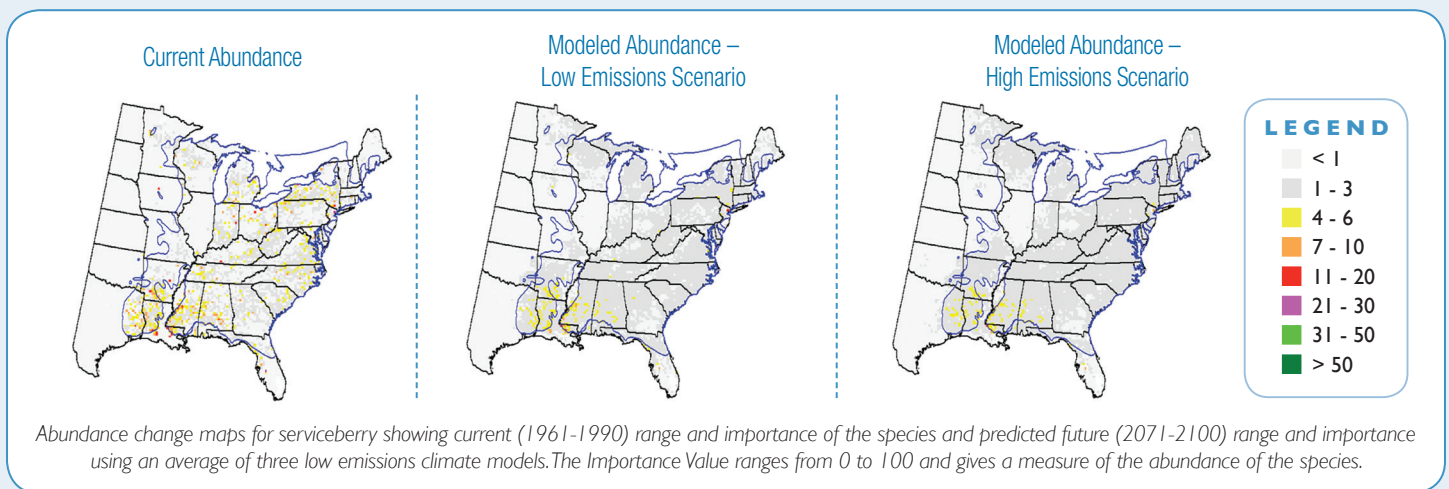 Current Abundance
Modeled Abundance –
Low Emissions Scenario
Modeled Abundance –
High Emissions Scenario
LEGEND
< 1
1 - 3
4 - 6
7 - 10
11 - 20
21 - 30
31 - 50
> 50
Abundance change maps for serviceberry showing current (1961-1990) range and importance of the species and predicted future (2071-2100) range and importance
using an average of three low emissions climate models. The Importance Value ranges from 0 to 100 and gives a measure of the abundance of the species.